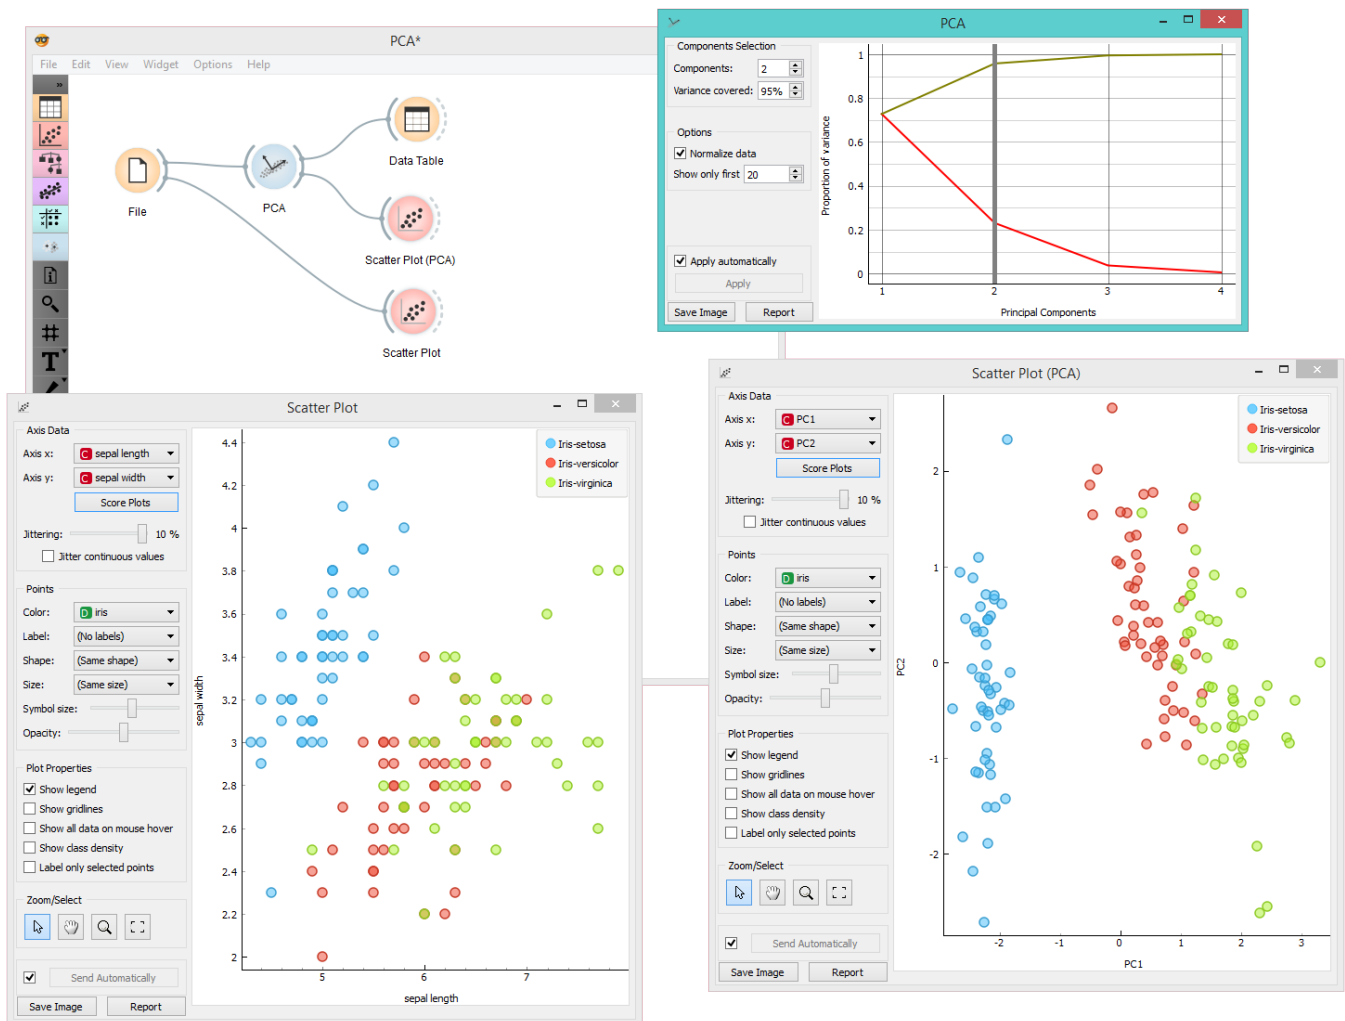 PCA*
File Edit View Widget Options Help
»
File
PCA
Data Table
Scatter Plot (PCA)
Scatter Plot
T
PCA
Components Selection
Components: 2
Variance covered: 95%
Options
Normalize data
Show only first 20
Apply automatically
Apply
Save Image Report
Proportion of variance
1
0.8
0.6
0.4
0.2
0
1 2 3 4
Principal Components
Scatter Plot
Axis Data
Axis x: C sepal length
Axis y: C sepal width
Score Plots
Jittering: 10 %
Jitter continuous values
Points
Color: D iris
Label: (No labels)
Shape: (Same shape)
Size: (Same size)
Symbol size:
Opacity:
Plot Properties
Show legend
Show gridlines
Show all data on mouse hover
Show class density
Label only selected points
Zoom/Select
Send Automatically
Save Image Report
sepal width
4.4
4.2
4
3.8
3.6
3.4
3.2
3
2.8
2.6
2.4
2.2
2
5 6 7
sepal length
Iris-setosa
Iris-versicolor
Iris-virginica
Scatter Plot (PCA)
Axis Data
Axis x: C PC1
Axis y: C PC2
Score Plots
Jittering: 10 %
Jitter continuous values
Points
Color: D iris
Label: (No labels)
Shape: (Same shape)
Size: (Same size)
Symbol size:
Opacity:
Plot Properties
Show legend
Show gridlines
Show all data on mouse hover
Show class density
Label only selected points
Zoom/Select
Send Automatically
Save Image Report
PC2
2
1
0
-1
-2
-2 -1 0 1 2 3
PC1
Iris-setosa
Iris-versicolor
Iris-virginica